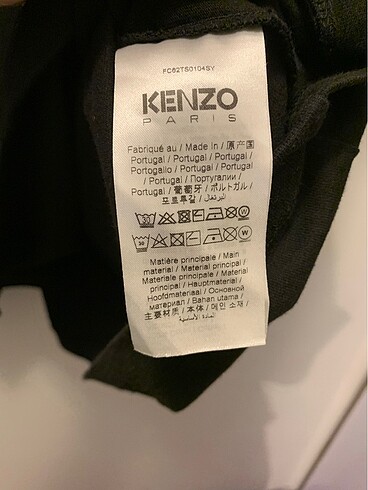 FC62TS0104SY
KENZO
PARIS
Fabriqué au / Made in / 原产国
Portugal / Portugal / Portugal /
Portogallo / Portugal / Portugal
/ Portugal / Португалии /
Portugal / 葡萄牙 / ポルトガル /
포르투갈 / البرتغال
30
W
30
W
Matière principale / Main
material / Material principal /
Materiale principale / Material
principal / Hauptmaterial /
Hoofdmateriaal / Основной
материал / Bahan utama /
主要材质 / 本体 / 메인 소재 /
المادة الأساسية